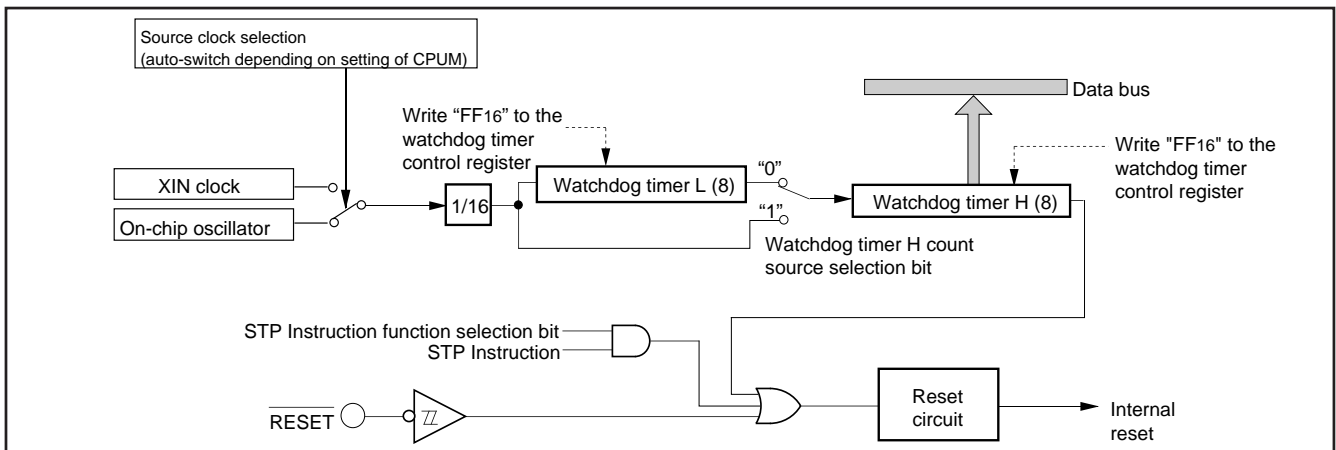 Source clock selection
(auto-switch depending on setting of CPUM)
Data bus
Write “FF16” to the
watchdog timer
control register
Write "FF16" to the
watchdog timer
control register
XIN clock
On-chip oscillator
1/16
Watchdog timer L (8)
“0”
“1”
Watchdog timer H (8)
Watchdog timer H count
source selection bit
STP Instruction function selection bit
STP Instruction
RESET
Reset
circuit
Internal
reset